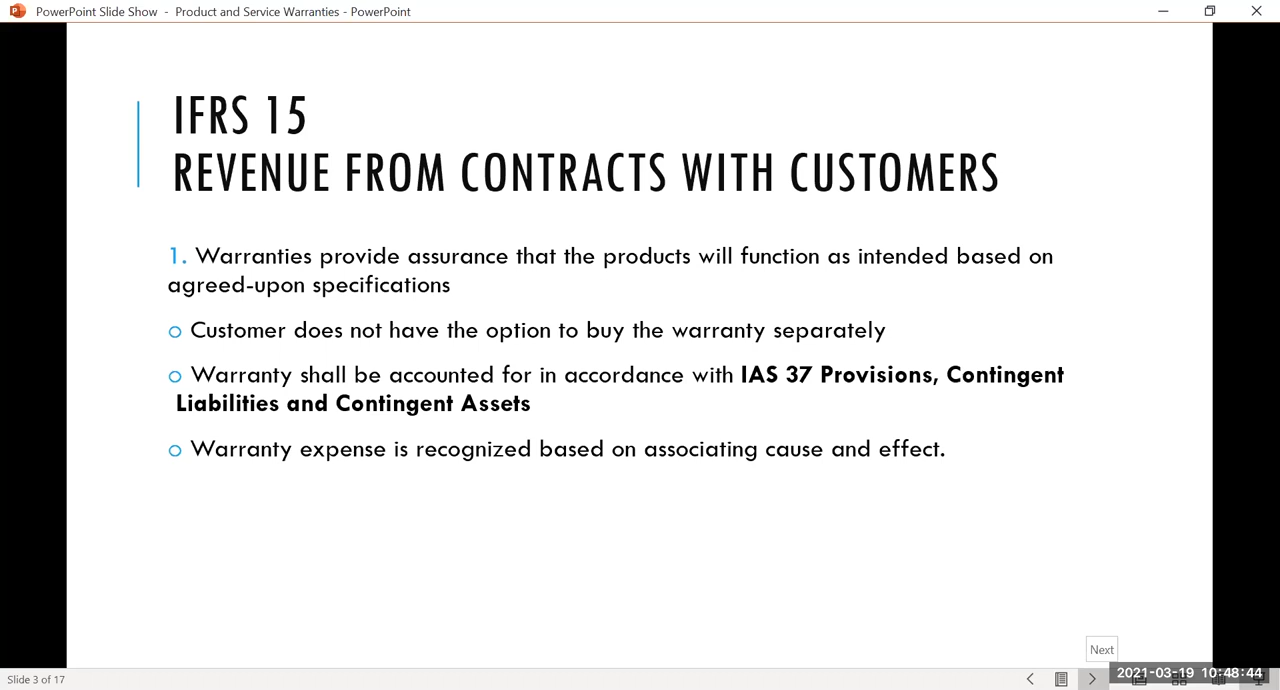 PowerPoint Slide Show - Product and Service Warranties - PowerPoint
IFRS 15
REVENUE FROM CONTRACTS WITH CUSTOMERS
1. Warranties provide assurance that the products will function as intended based on
agreed-upon specifications
o Customer does not have the option to buy the warranty separately
o Warranty shall be accounted for in accordance with IAS 37 Provisions, Contingent
Liabilities and Contingent Assets
o Warranty expense is recognized based on associating cause and effect.
Next
Slide 3 of 17
2021-03-19 10:48:44